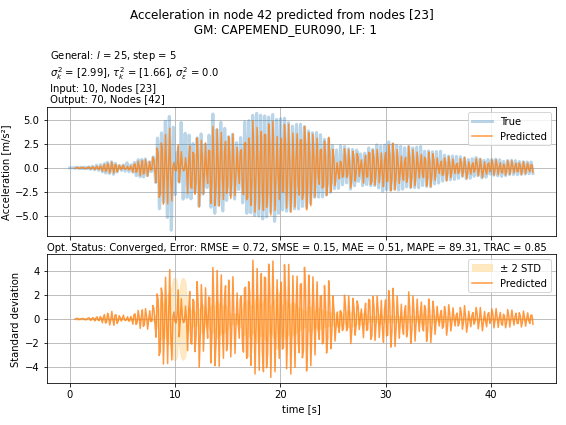 Acceleration in node 42 predicted from nodes [23]
GM: CAPEMEND_EUR090, LF: 1
General: l = 25, step = 5
σ²ₖ = [2.99], τ²ₖ = [1.66], σ²ᵣ = 0.0
Input: 10, Nodes [23]
Output: 70, Nodes [42]
Acceleration [m/s²]
5.0
2.5
0.0
−2.5
−5.0
True
Predicted
Opt. Status: Converged, Error: RMSE = 0.72, SMSE = 0.15, MAE = 0.51, MAPE = 89.31, TRAC = 0.85
Standard deviation
4
2
0
−2
−4
± 2 STD
Predicted
0 10 20 30 40
time [s]